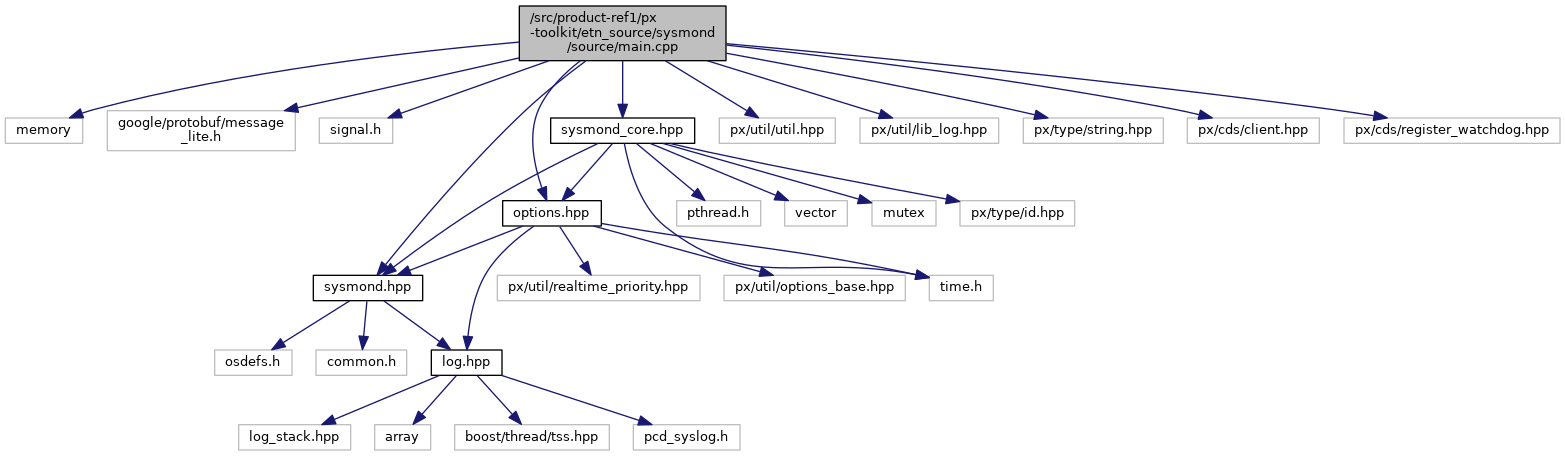 /src/product-ref1/px
-toolkit/etn_source/sysmond
/source/main.cpp
memory
google/protobuf/message
_lite.h
signal.h
sysmond_core.hpp
px/util/util.hpp
px/util/lib_log.hpp
px/type/string.hpp
px/cds/client.hpp
px/cds/register_watchdog.hpp
options.hpp
pthread.h
vector
mutex
px/type/id.hpp
sysmond.hpp
px/util/realtime_priority.hpp
px/util/options_base.hpp
time.h
osdefs.h
common.h
log.hpp
log_stack.hpp
array
boost/thread/tss.hpp
pcd_syslog.h